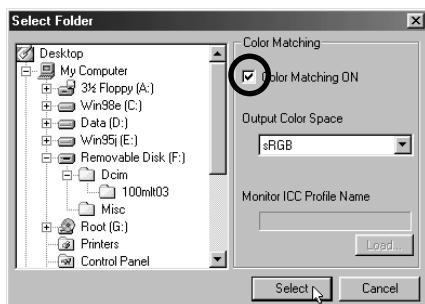 Select Folder
Desktop
My Computer
3½ Floppy (A:)
Win98e (C:)
Data (D:)
Win95j (E:)
Removable Disk (F:)
Dcim
100mlt03
Misc
Root (G:)
Printers
Control Panel
Color Matching
Color Matching ON
Output Color Space
sRGB
Monitor ICC Profile Name
Load...
Select
Cancel